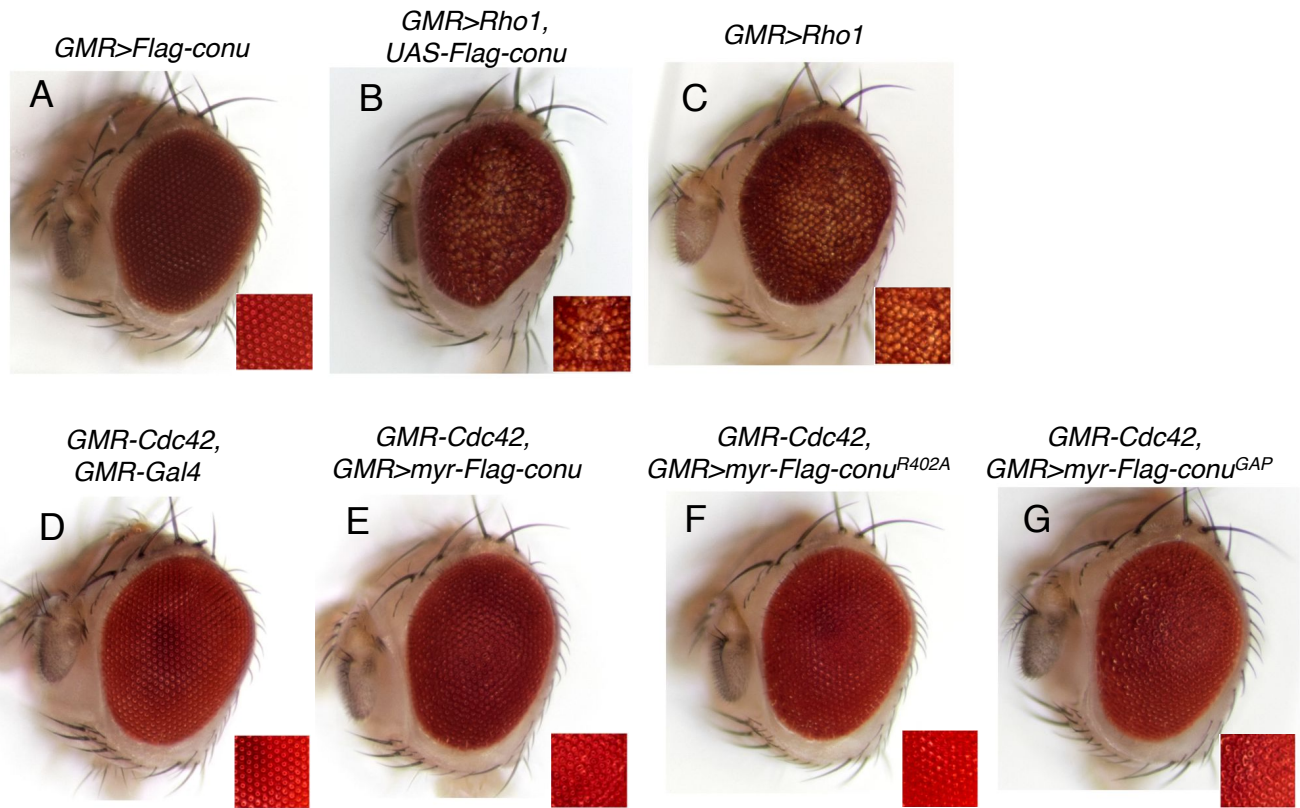 GMR>Flag-conu
GMR>Rho1,
UAS-Flag-conu
GMR>Rho1
A
B
C
GMR-Cdc42,
GMR-Gal4
GMR-Cdc42,
GMR>myr-Flag-conu
GMR-Cdc42,
GMR>myr-Flag-conuR402A
GMR-Cdc42,
GMR>myr-Flag-conuGAP
D
E
F
G